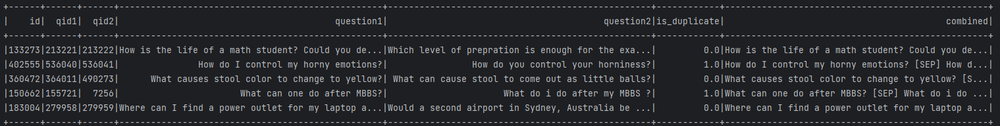 +------+------+------+--------------------------------------------------+--------------------------------------------------+------------+--------------------------------------------------+
|    id|  qid1|  qid2|                                         question1|                                         question2|is_duplicate|                                          combined|
+------+------+------+--------------------------------------------------+--------------------------------------------------+------------+--------------------------------------------------+
|133273|213221|213222|How is the life of a math student? Could you de...|Which level of prepration is enough for the exa...|         0.0|How is the life of a math student? Could you de...|
|402555|536040|536041|               How do I control my horny emotions?|                How do you control your horniness?|         1.0|How do I control my horny emotions? [SEP] How d...|
|360472|364011|490273|      What causes stool color to change to yellow?| What can cause stool to come out as little balls?|         0.0|What causes stool color to change to yellow? [S...|
|150662|155721|  7256|                       What can one do after MBBS?|                      What do i do after my MBBS ?|         1.0|What can one do after MBBS? [SEP] What do i do ...|
|183004|279958|279959|Where can I find a power outlet for my laptop a...|Would a second airport in Sydney, Australia be ...|         0.0|Where can I find a power outlet for my laptop a...|
+------+------+------+--------------------------------------------------+--------------------------------------------------+------------+--------------------------------------------------+